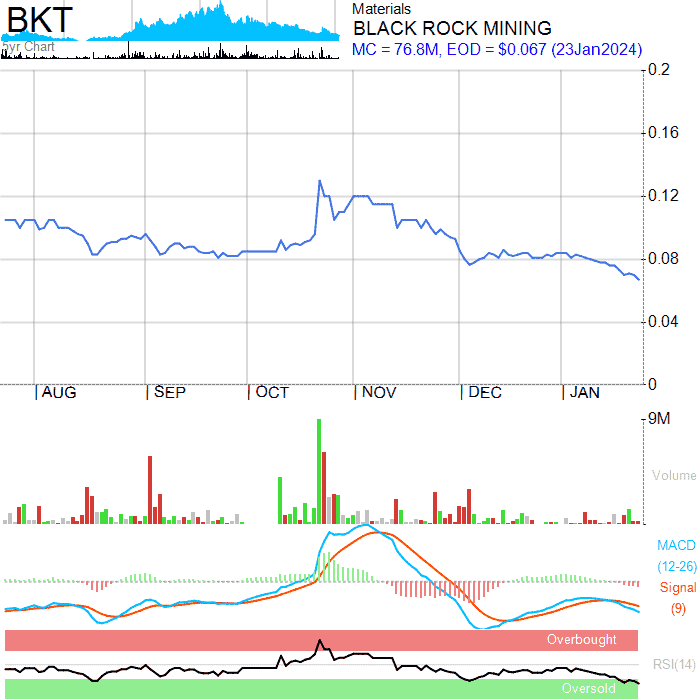 BKT
5yr Chart
Materials
BLACK ROCK MINING
MC = 76.8M, EOD = $0.067 (23Jan2024)
0.2
0.16
0.12
0.08
0.04
0
AUG
SEP
OCT
NOV
DEC
JAN
9M
Volume
MACD
(12-26)
Signal
(9)
Overbought
RSI(14)
Oversold